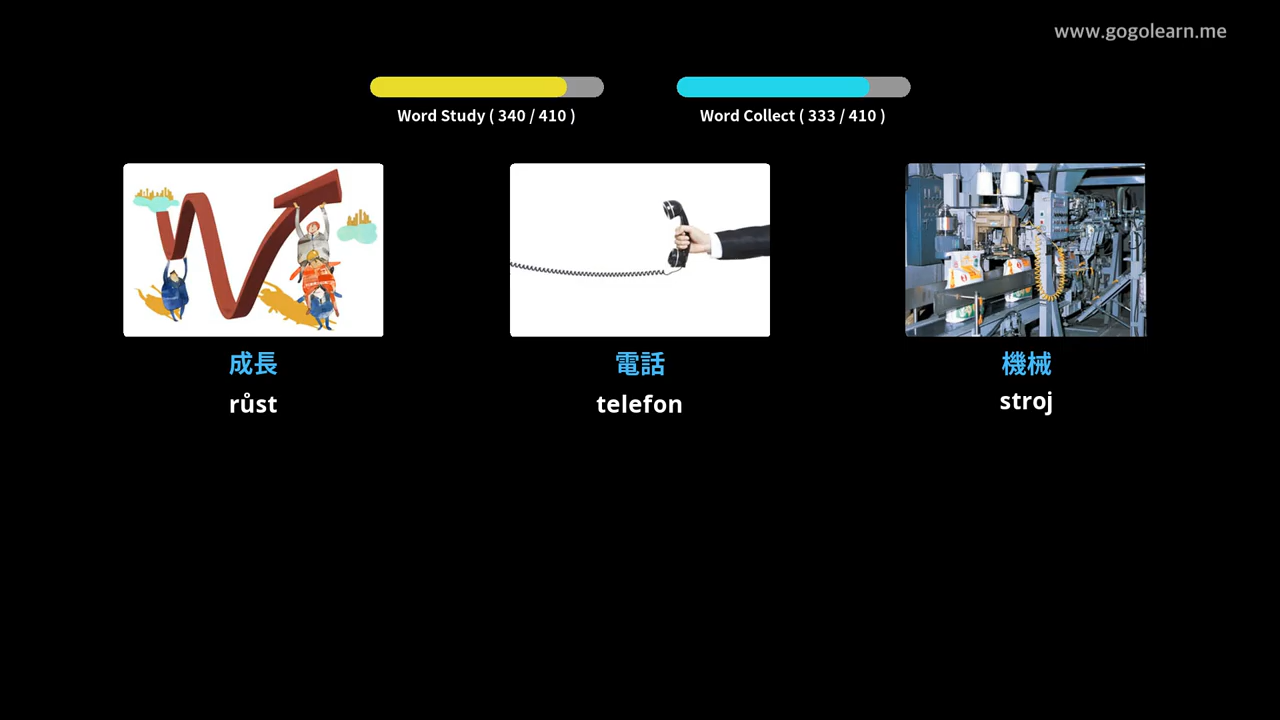 www.gogolearn.me
Word Study ( 340 / 410 )
Word Collect ( 333 / 410 )
成長
電話
機械
růst
telefon
stroj